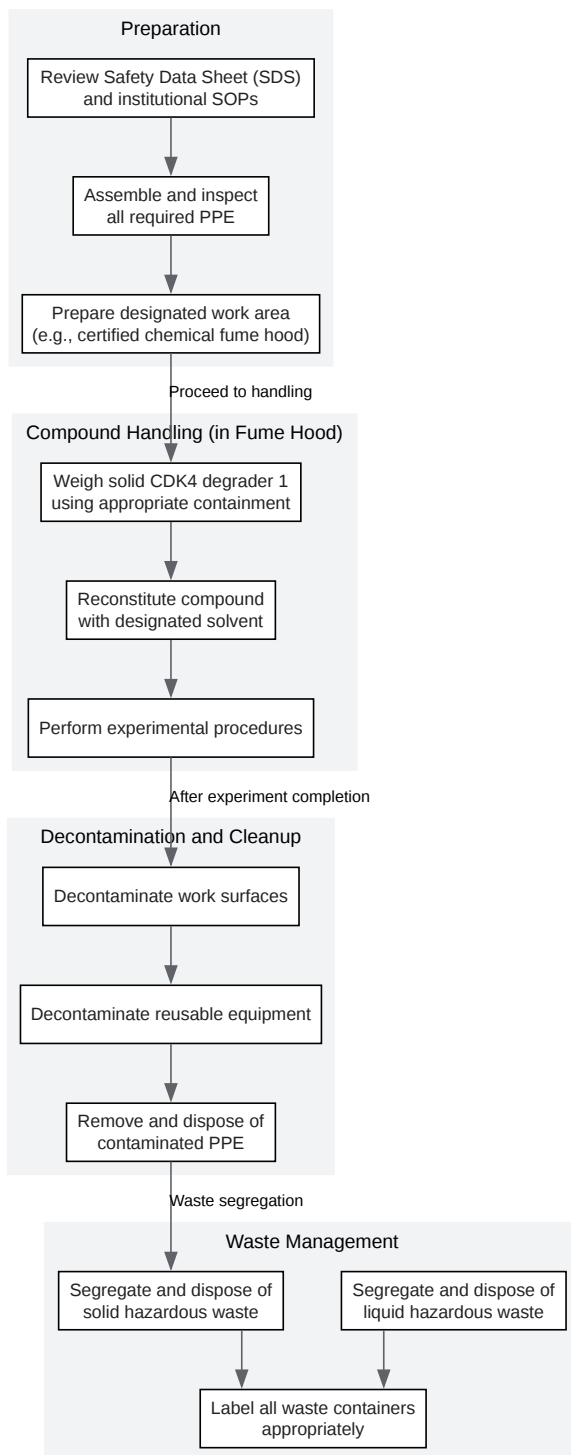 Preparation
Review Safety Data Sheet (SDS)
and institutional SOPs
Assemble and inspect
all required PPE
Prepare designated work area
(e.g., certified chemical fume hood)
Proceed to handling
Compound Handling (in Fume Hood)
Weigh solid CDK4 degrader 1
using appropriate containment
Reconstitute compound
with designated solvent
Perform experimental procedures
After experiment completion
Decontamination and Cleanup
Decontaminate work surfaces
Decontaminate reusable equipment
Remove and dispose of
contaminated PPE
Waste segregation
Waste Management
Segregate and dispose of
solid hazardous waste
Segregate and dispose of
liquid hazardous waste
Label all waste containers
appropriately